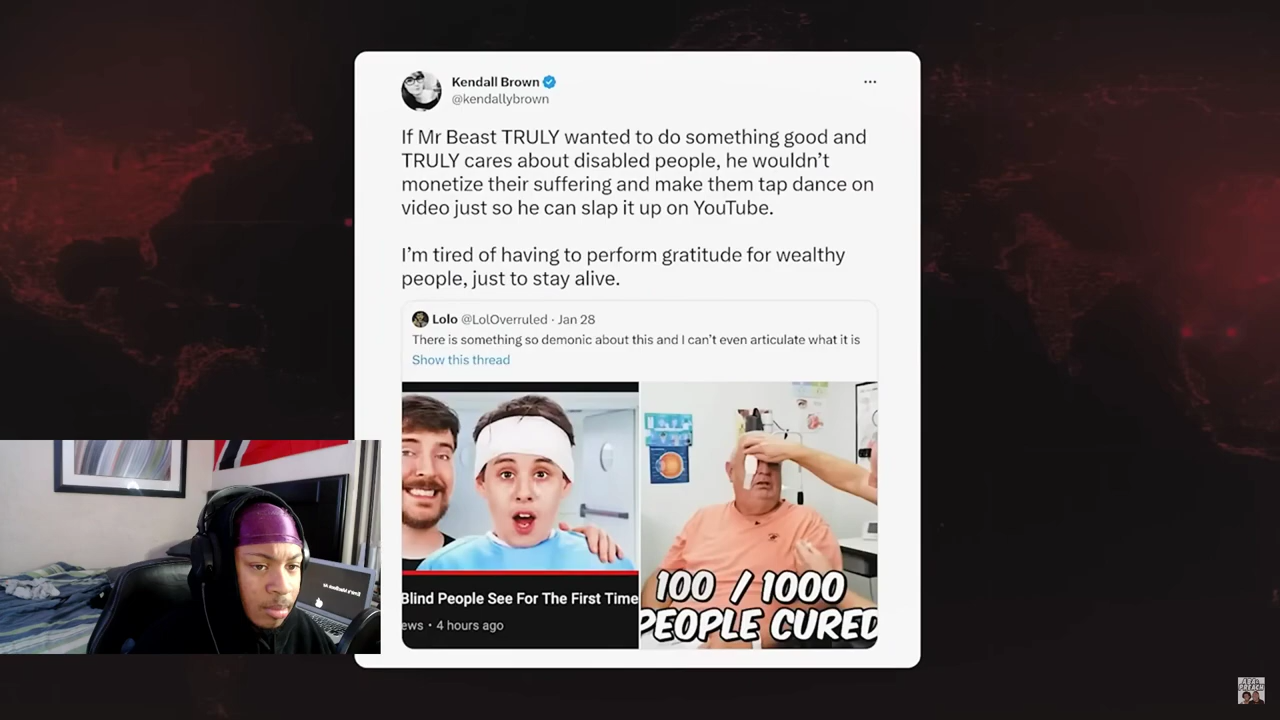 Kendall Brown
@kendallybrown
If Mr Beast TRULY wanted to do something good and
TRULY cares about disabled people, he wouldn’t
monetize their suffering and make them tap dance on
video just so he can slap it up on YouTube.
I’m tired of having to perform gratitude for wealthy
people, just to stay alive.
Lolo @LolOverruled · Jan 28
There is something so demonic about this and I can’t even articulate what it is
Show this thread
Blind People See For The First Time
ews • 4 hours ago
100 / 1000
PEOPLE CURED
PREACH